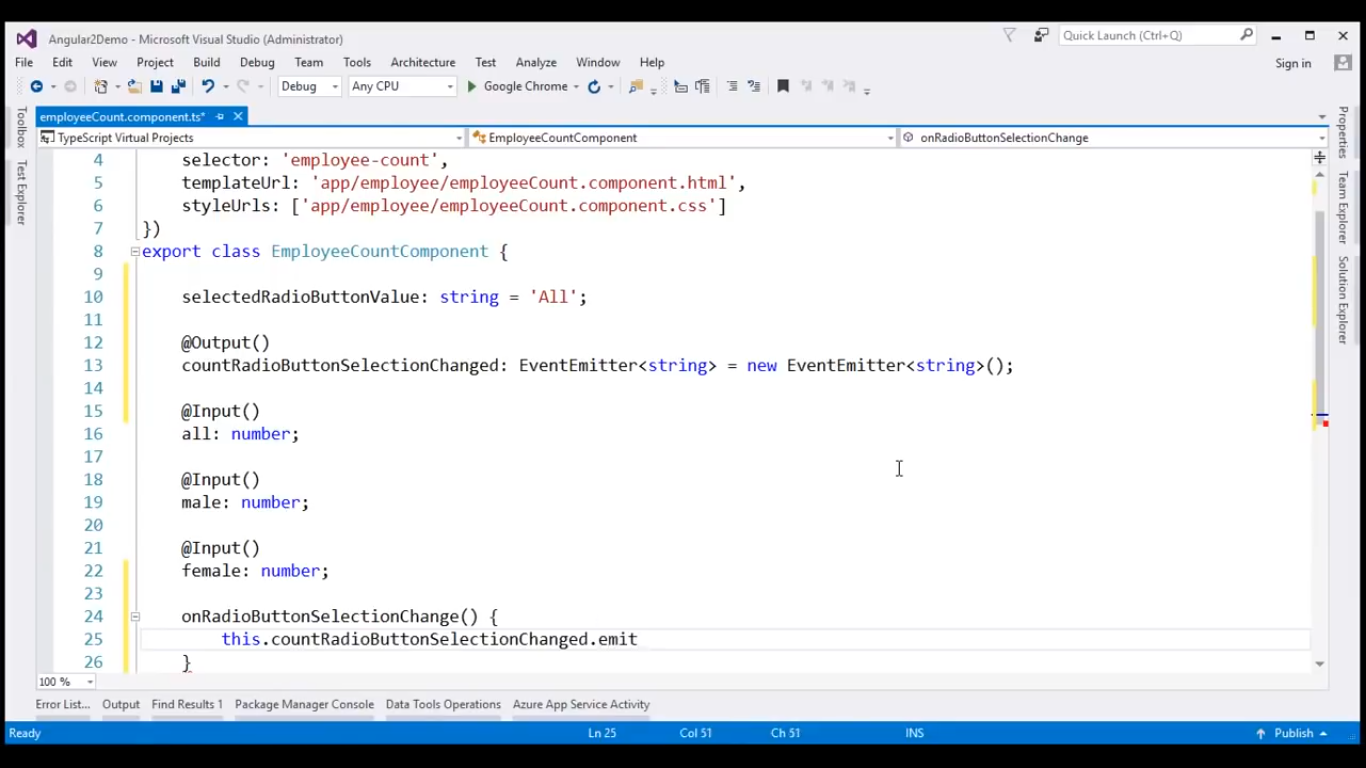 Angular2Demo - Microsoft Visual Studio (Administrator)
Quick Launch (Ctrl+Q)
File Edit View Project Build Debug Team Tools Architecture Test Analyze Window Help
Sign in
Debug Any CPU Google Chrome
employeeCount.component.ts*
TypeScript Virtual Projects EmployeeCountComponent onRadioButtonSelectionChange
Toolbox
Test Explorer
Properties
Team Explorer
Solution Explorer
4 selector: 'employee-count',
5 templateUrl: 'app/employee/employeeCount.component.html',
6 styleUrls: ['app/employee/employeeCount.component.css']
7 })
8 export class EmployeeCountComponent {
9
10 selectedRadioButtonValue: string = 'All';
11
12 @Output()
13 countRadioButtonSelectionChanged: EventEmitter<string> = new EventEmitter<string>();
14
15 @Input()
16 all: number;
17
18 @Input()
19 male: number;
20
21 @Input()
22 female: number;
23
24 onRadioButtonSelectionChange() {
25 this.countRadioButtonSelectionChanged.emit
26 }
100 %
Error List... Output Find Results 1 Package Manager Console Data Tools Operations Azure App Service Activity
Ready Ln 25 Col 51 Ch 51 INS Publish